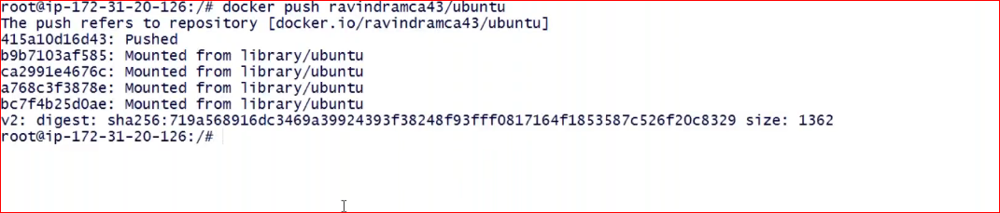 root@ip-172-31-20-126:/# docker push ravindramca43/ubuntu
The push refers to repository [docker.io/ravindramca43/ubuntu]
415a10d16d43: Pushed
b9b7103af585: Mounted from library/ubuntu
ca2991e4676c: Mounted from library/ubuntu
a768c3f3878e: Mounted from library/ubuntu
bc7f4b25d0ae: Mounted from library/ubuntu
v2: digest: sha256:719a568916dc3469a39924393f38248f93fff0817164f1853587c526f20c8329 size: 1362
root@ip-172-31-20-126:/#